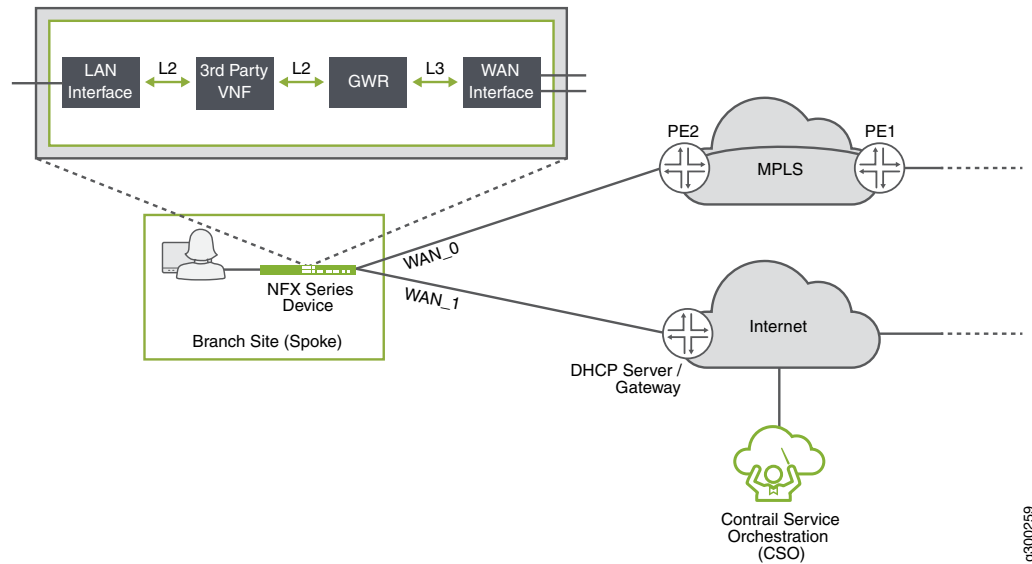 L2
L2
L3
LAN
Interface
3rd Party
VNF
GWR
WAN
Interface
PE2
PE1
MPLS
WAN_0
WAN_1
NFX Series
Device
Branch Site (Spoke)
Internet
DHCP Server /
Gateway
Contrail Service
Orchestration
(CSO)
g300259